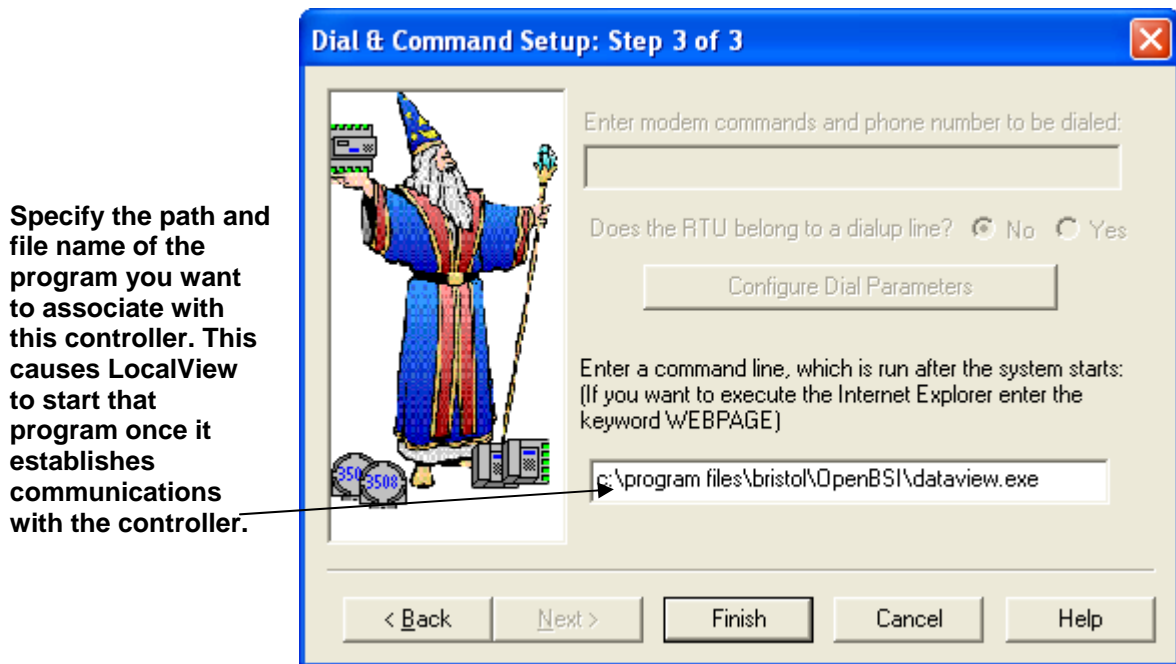 Dial & Command Setup: Step 3 of 3
Specify the path and
file name of the
program you want
to associate with
this controller. This
causes LocalView
to start that
program once it
establishes
communications
with the controller.
Enter modem commands and phone number to be dialed:
Does the RTU belong to a dialup line? No Yes
Configure Dial Parameters
Enter a command line, which is run after the system starts:
(If you want to execute the Internet Explorer enter the
keyword WEBPAGE)
c:\program files\bristol\OpenBSI\dataview.exe
350
3508
< Back Next > Finish Cancel Help